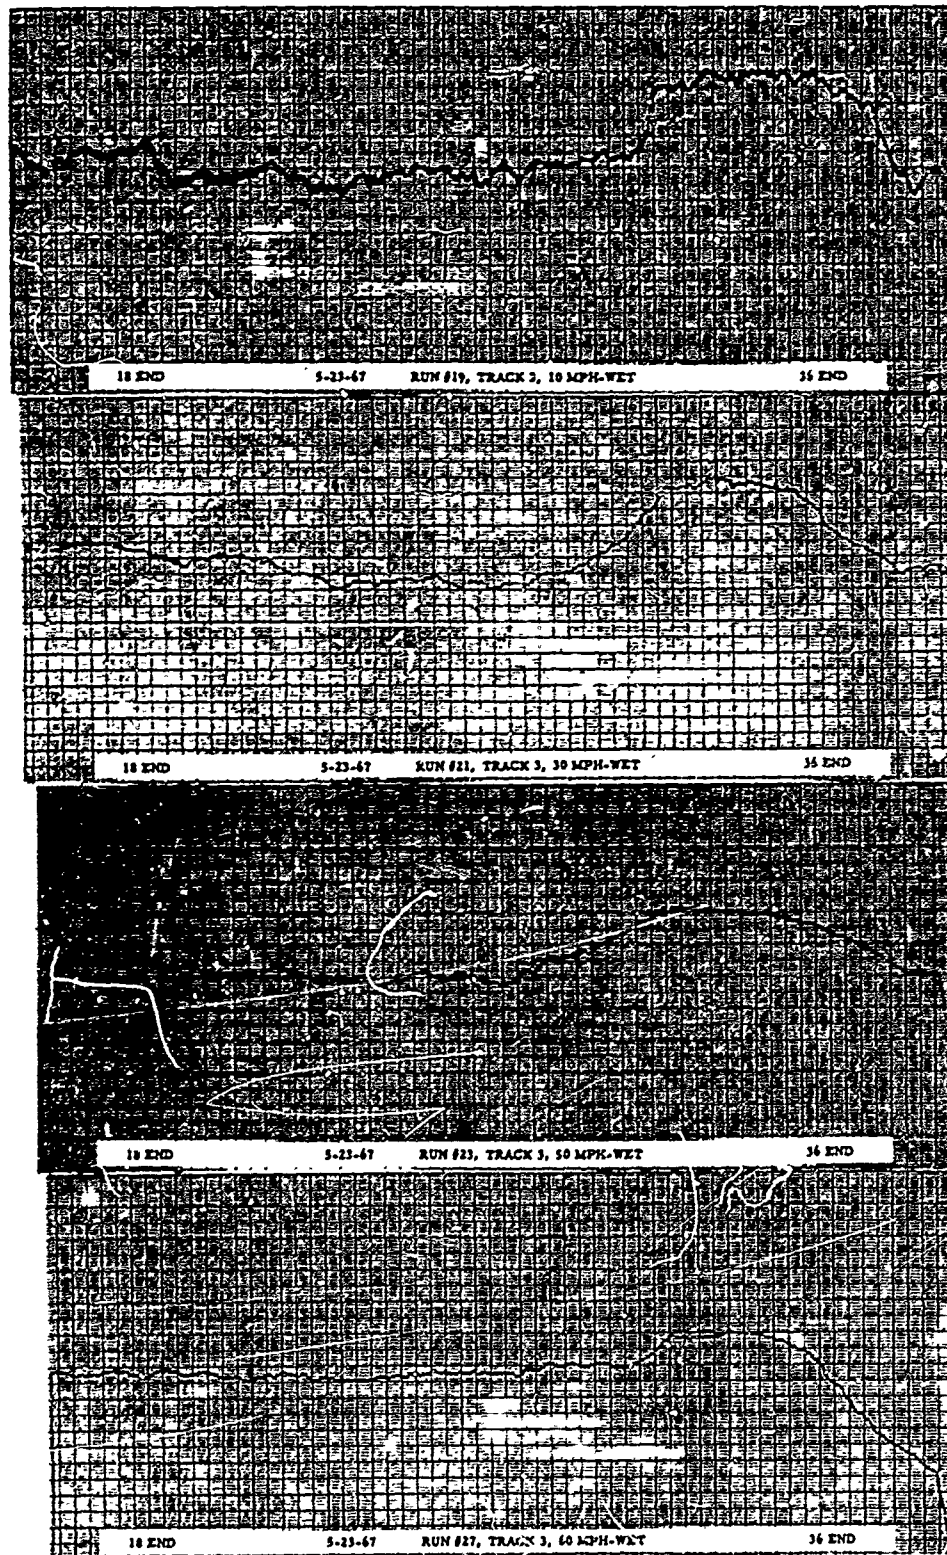 18 END 5-23-67 RUN #19, TRACK 3, 10 MPH-WET 36 END
18 END 5-23-67 RUN #21, TRACK 3, 30 MPH-WET 36 END
18 END 5-23-67 RUN #23, TRACK 3, 50 MPH-WET 36 END
18 END 5-23-67 RUN #27, TRACK 3, 60 MPH-WET 36 END